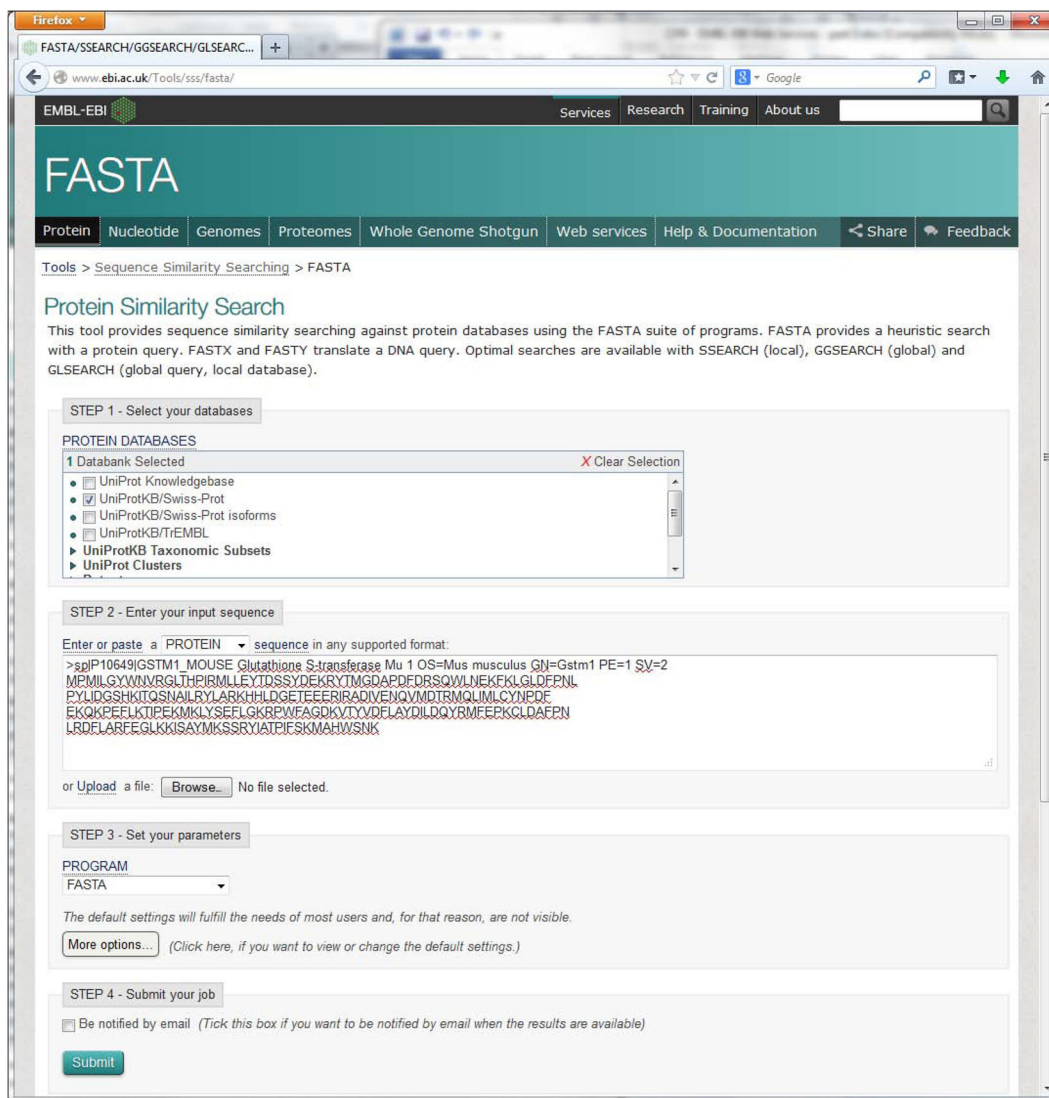 Firefox
FASTA/SSEARCH/GGSEARCH/GLSEARC...
www.ebi.ac.uk/Tools/sss/fasta/
Google
EMBL-EBI
Services Research Training About us
FASTA
Protein Nucleotide Genomes Proteomes Whole Genome Shotgun Web services Help & Documentation Share Feedback
Tools > Sequence Similarity Searching > FASTA
Protein Similarity Search
This tool provides sequence similarity searching against protein databases using the FASTA suite of programs. FASTA provides a heuristic search
with a protein query. FASTX and FASTY translate a DNA query. Optimal searches are available with SSEARCH (local), GGSEARCH (global) and
GLSEARCH (global query, local database).
STEP 1 - Select your databases
PROTEIN DATABASES
1 Databank Selected X Clear Selection
UniProt Knowledgebase
UniProtKB/Swiss-Prot
UniProtKB/Swiss-Prot isoforms
UniProtKB/TrEMBL
UniProtKB Taxonomic Subsets
UniProt Clusters
STEP 2 - Enter your input sequence
Enter or paste a PROTEIN sequence in any supported format:
>sp|P10649|GSTM1_MOUSE Glutathione S-transferase Mu 1 OS=Mus musculus GN=Gstm1 PE=1 SV=2
MPMILGYWNVRGLTHPIRMLLEYTDSSYDEKRYTMGDAPDFDRSQWLNEKFKLGLDFPNL
PYLIDGSHKITQSNAILRYLARKHHLDGETEEERIRADIVENQVMDTRMQLIMLCYNPDF
EKQKPEFLKTIPEKMKLYSEFLGKRPWFAGDKVTYVDFLAYDILDQYRMFEPKCLDAFPN
LRDFLARFEGLKKISAYMKSSRYIATPIFSKMAHWSNK
or Upload a file: Browse_ No file selected.
STEP 3 - Set your parameters
PROGRAM
FASTA
The default settings will fulfill the needs of most users and, for that reason, are not visible.
More options... (Click here, if you want to view or change the default settings.)
STEP 4 - Submit your job
Be notified by email (Tick this box if you want to be notified by email when the results are available)
Submit